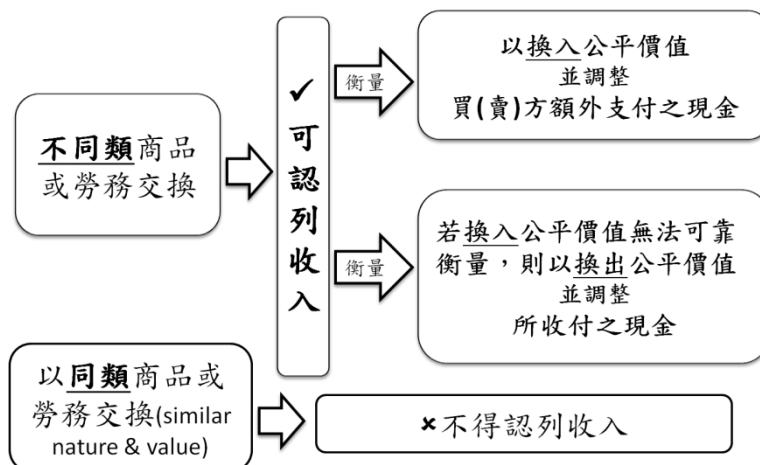 不同類商品
或勞務交換
✓可認列收入
衡量
以換入公平價值
並調整
買(賣)方額外支付之現金
衡量
若換入公平價值無法可靠
衡量，則以換出公平價值
並調整
所收付之現金
以同類商品或
勞務交換(similar
nature & value)
×不得認列收入